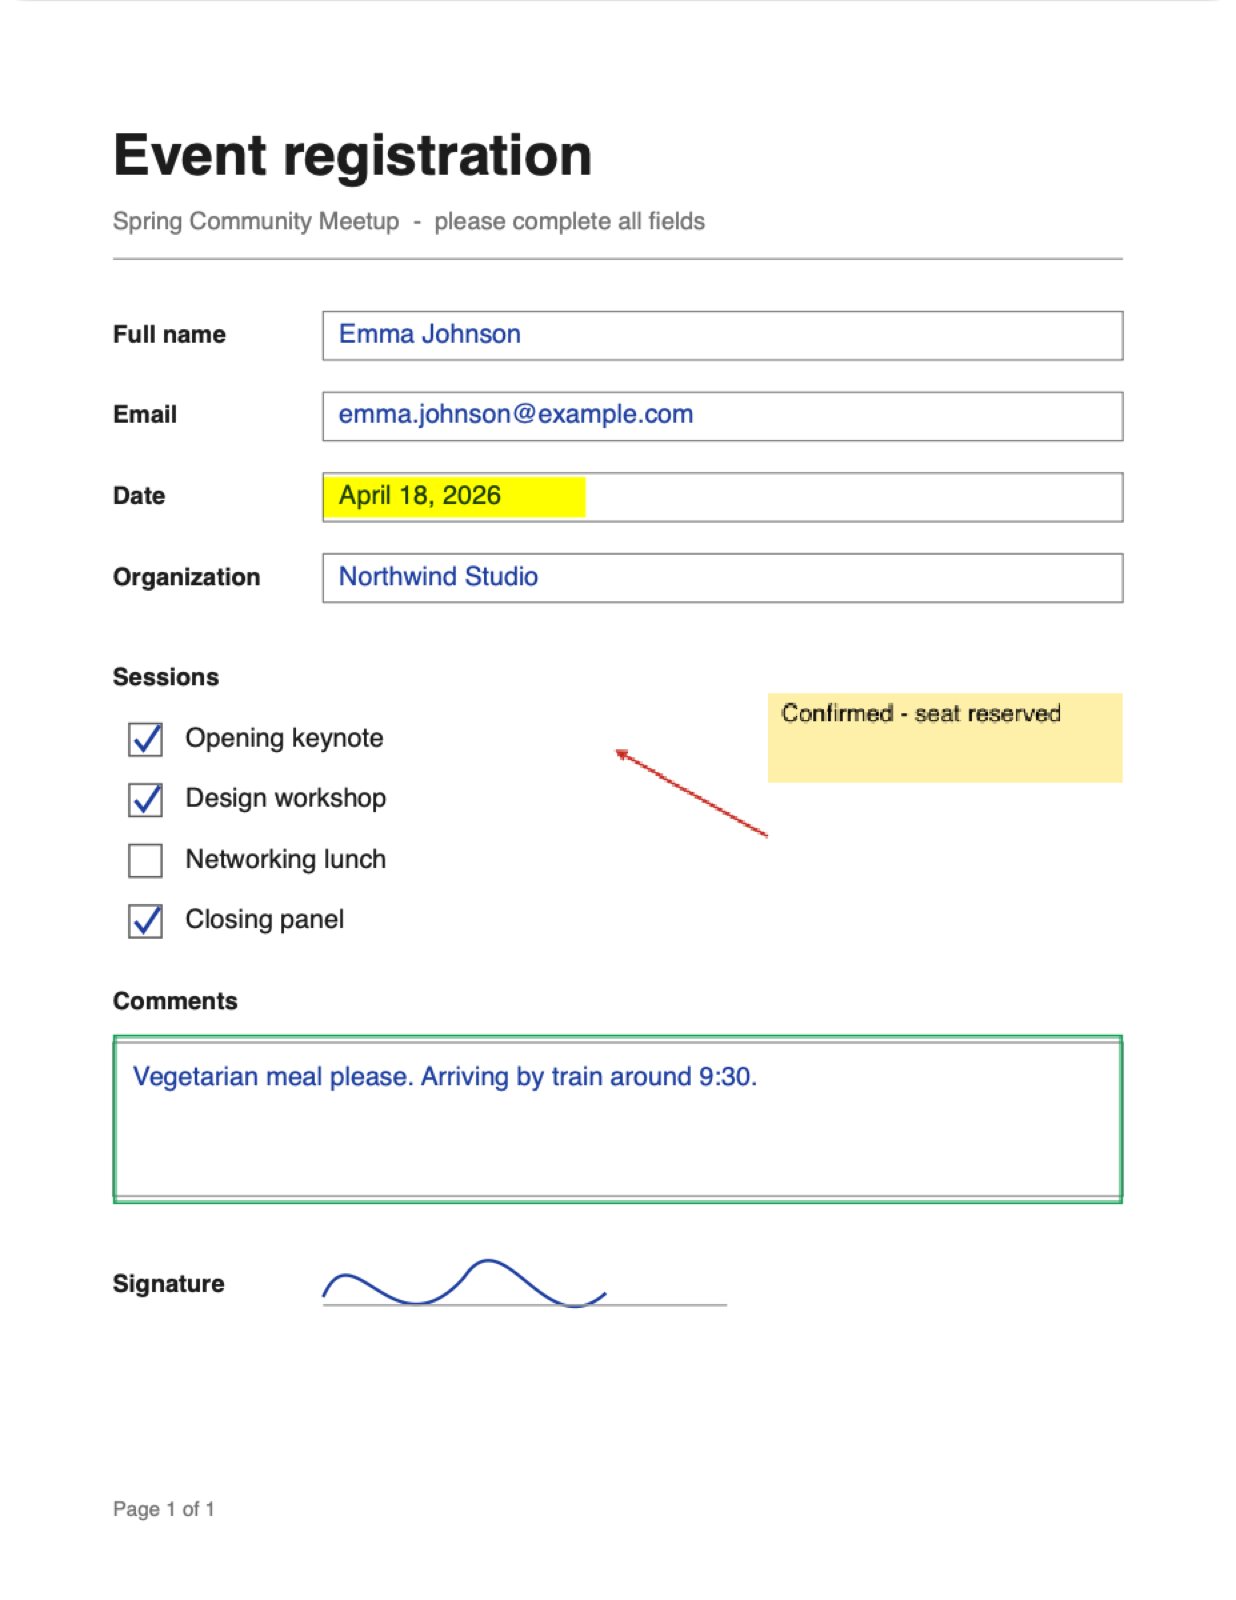 Event registration
Spring Community Meetup - please complete all fields
Full name
Emma Johnson
Email
emma.johnson@example.com
Date
April 18, 2026
Organization
Northwind Studio
Sessions
Confirmed - seat reserved
Opening keynote
Design workshop
Networking lunch
Closing panel
Comments
Vegetarian meal please. Arriving by train around 9:30.
Signature
Page 1 of 1